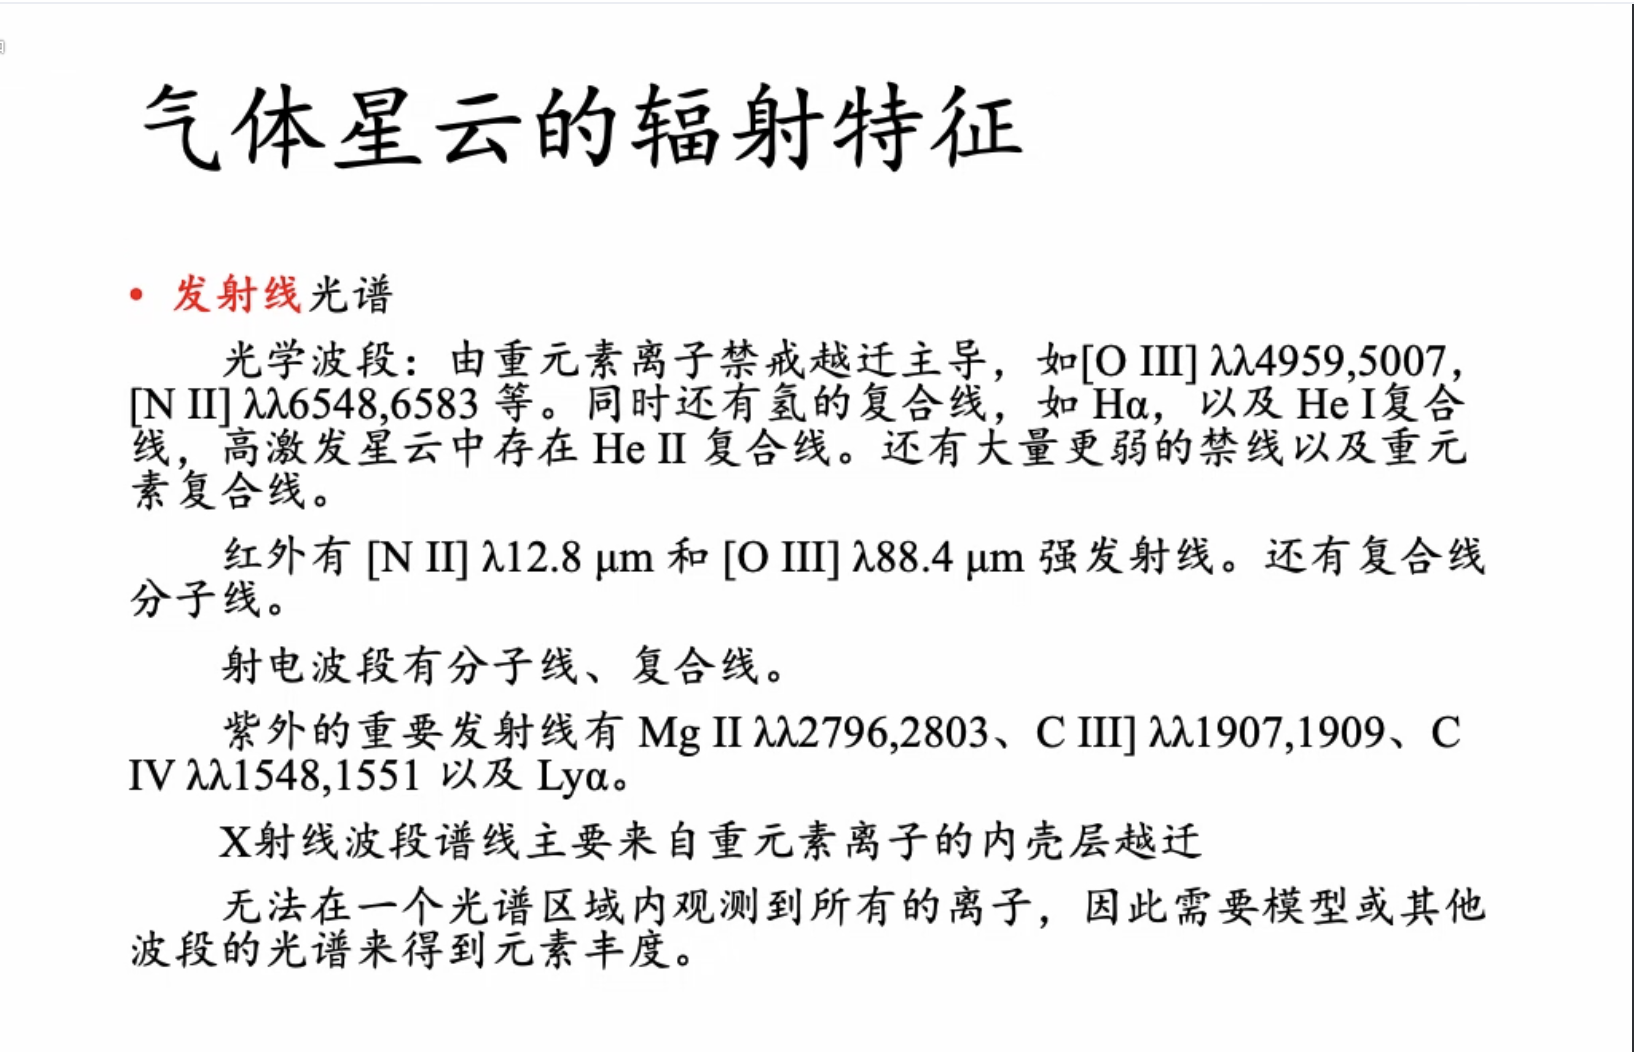 气体星云的辐射特征
• 发射线光谱
光学波段：由重元素离子禁戒越迁主导，如[O III] λλ4959,5007,
[N II] λλ6548,6583 等。同时还有氢的复合线，如 Hα，以及 He I复合
线，高激发星云中存在 He II 复合线。还有大量更弱的禁线以及重元
素复合线。
红外有 [N II] λ12.8 μm 和 [O III] λ88.4 μm 强发射线。还有复合线
分子线。
射电波段有分子线、复合线。
紫外的重要发射线有 Mg II λλ2796,2803、C III] λλ1907,1909、C
IV λλ1548,1551 以及 Lyα。
X射线波段谱线主要来自重元素离子的内壳层越迁
无法在一个光谱区域内观测到所有的离子，因此需要模型或其他
波段的光谱来得到元素丰度。